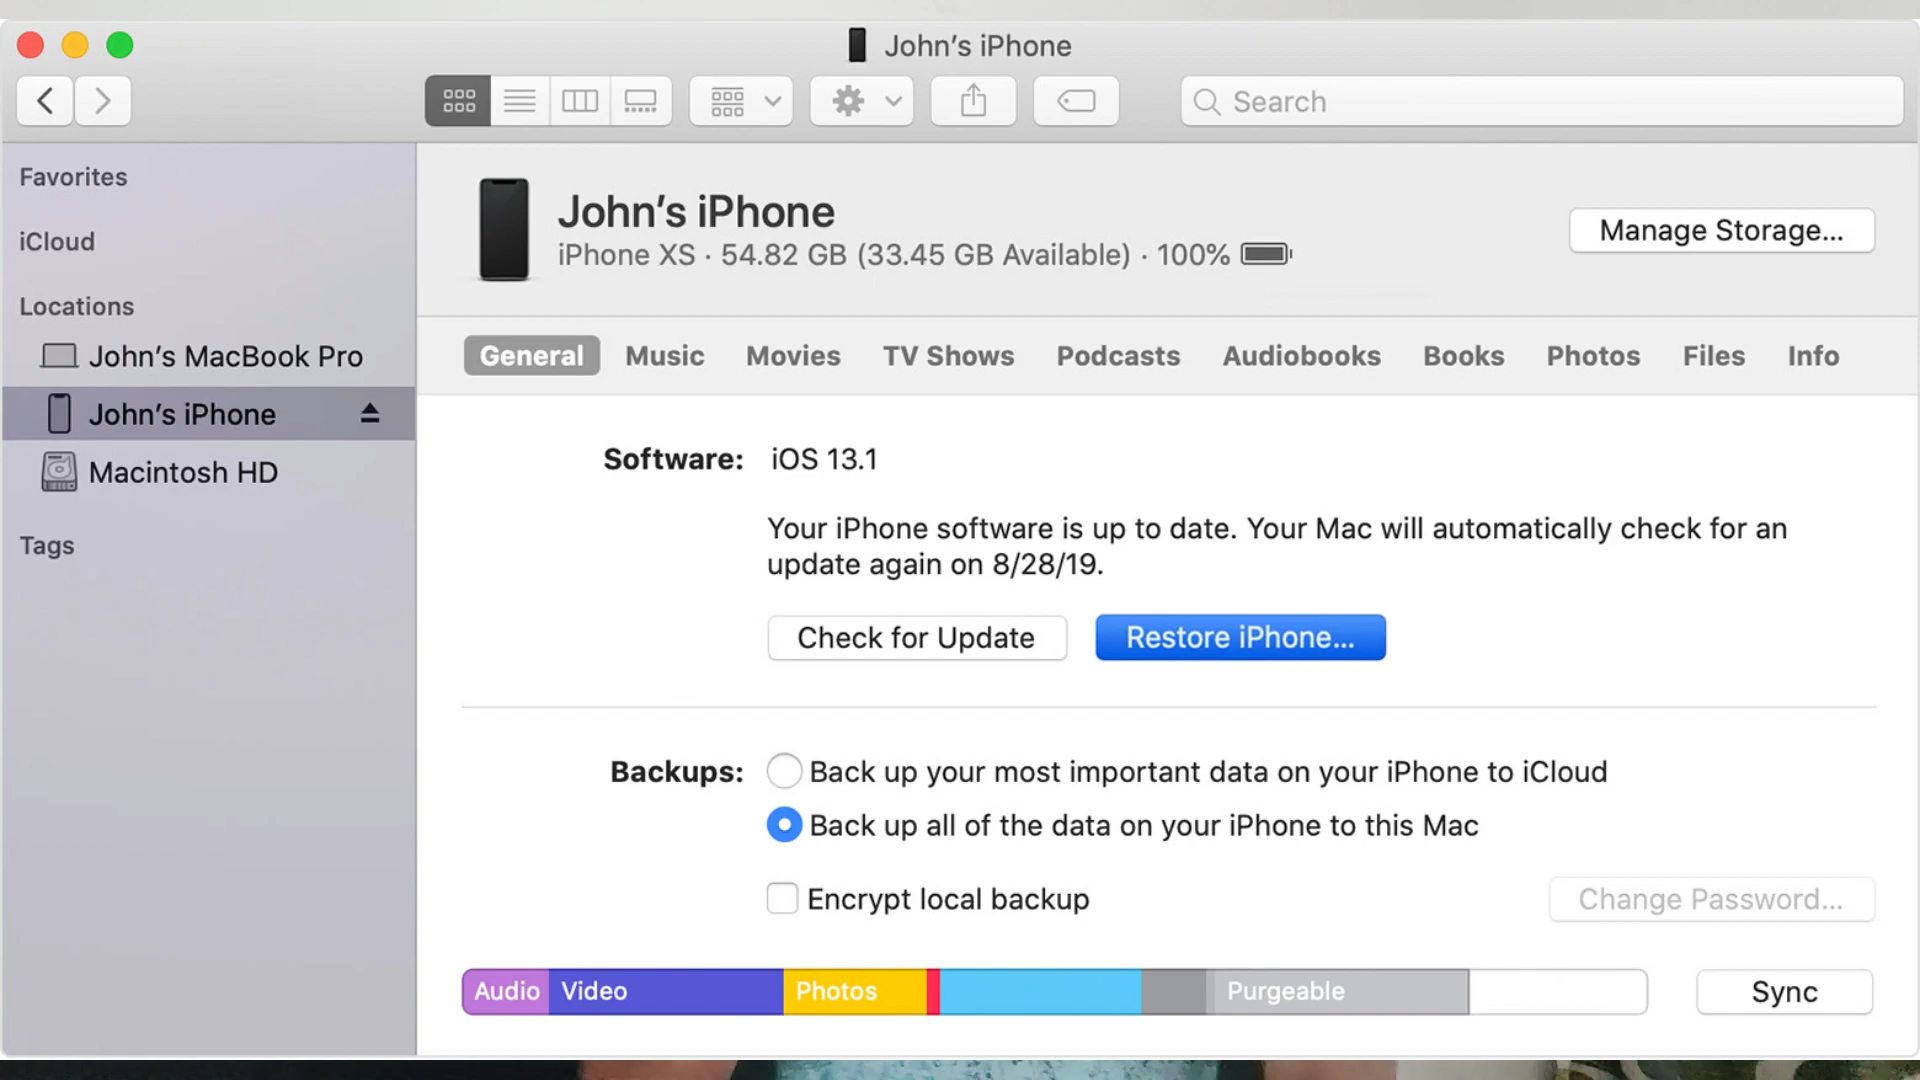 John’s iPhone
Search
Favorites
iCloud
Locations
John’s MacBook Pro
John’s iPhone
Macintosh HD
Tags
John’s iPhone
iPhone XS · 54.82 GB (33.45 GB Available) · 100%
Manage Storage...
General Music Movies TV Shows Podcasts Audiobooks Books Photos Files Info
Software: iOS 13.1
Your iPhone software is up to date. Your Mac will automatically check for an
update again on 8/28/19.
Check for Update Restore iPhone...
Backups: Back up your most important data on your iPhone to iCloud
Back up all of the data on your iPhone to this Mac
Encrypt local backup Change Password...
Audio Video Photos Purgeable Sync